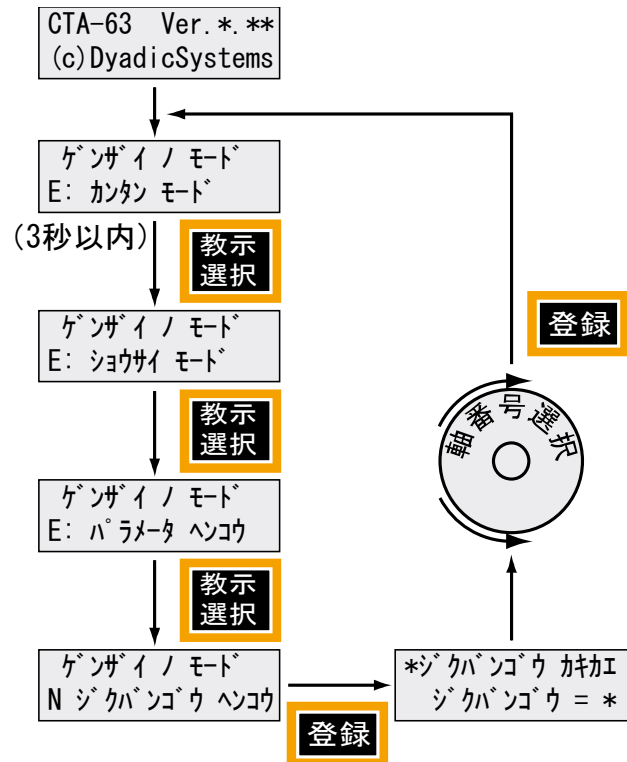 CTA-63 Ver.*.**
(c)DyadicSystems
ゲンザイ ノ モード
E: カンタン モード
(3秒以内)
教示
選択
ゲンザイ ノ モード
E: ショウサイ モード
教示
選択
ゲンザイ ノ モード
E: パラメータ ヘンコウ
教示
選択
ゲンザイ ノ モード
N ジクバンゴウ ヘンコウ
登録
*ジクバンゴウ カキカエ
ジクバンゴウ = *
軸番号選択
登録